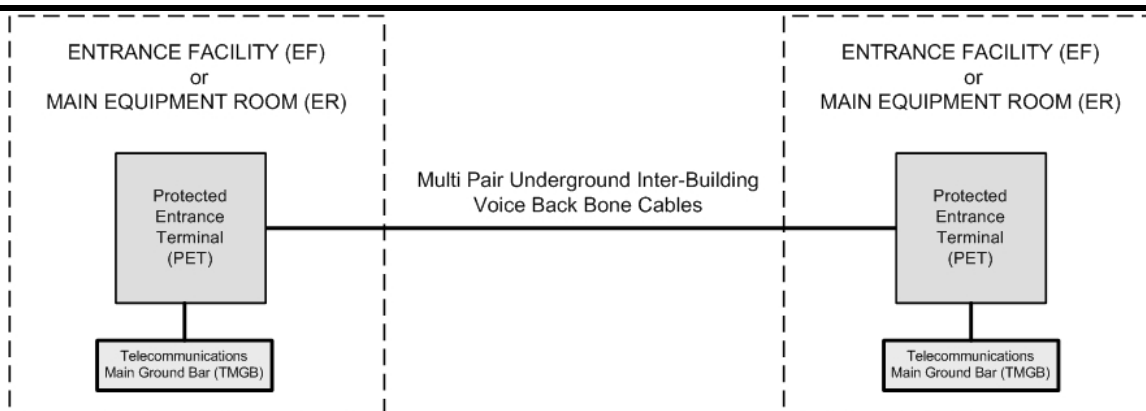 ENTRANCE FACILITY (EF)
or
MAIN EQUIPMENT ROOM (ER)
Protected
Entrance
Terminal
(PET)
Telecommunications
Main Ground Bar (TMGB)
Multi Pair Underground Inter-Building
Voice Back Bone Cables
ENTRANCE FACILITY (EF)
or
MAIN EQUIPMENT ROOM (ER)
Protected
Entrance
Terminal
(PET)
Telecommunications
Main Ground Bar (TMGB)